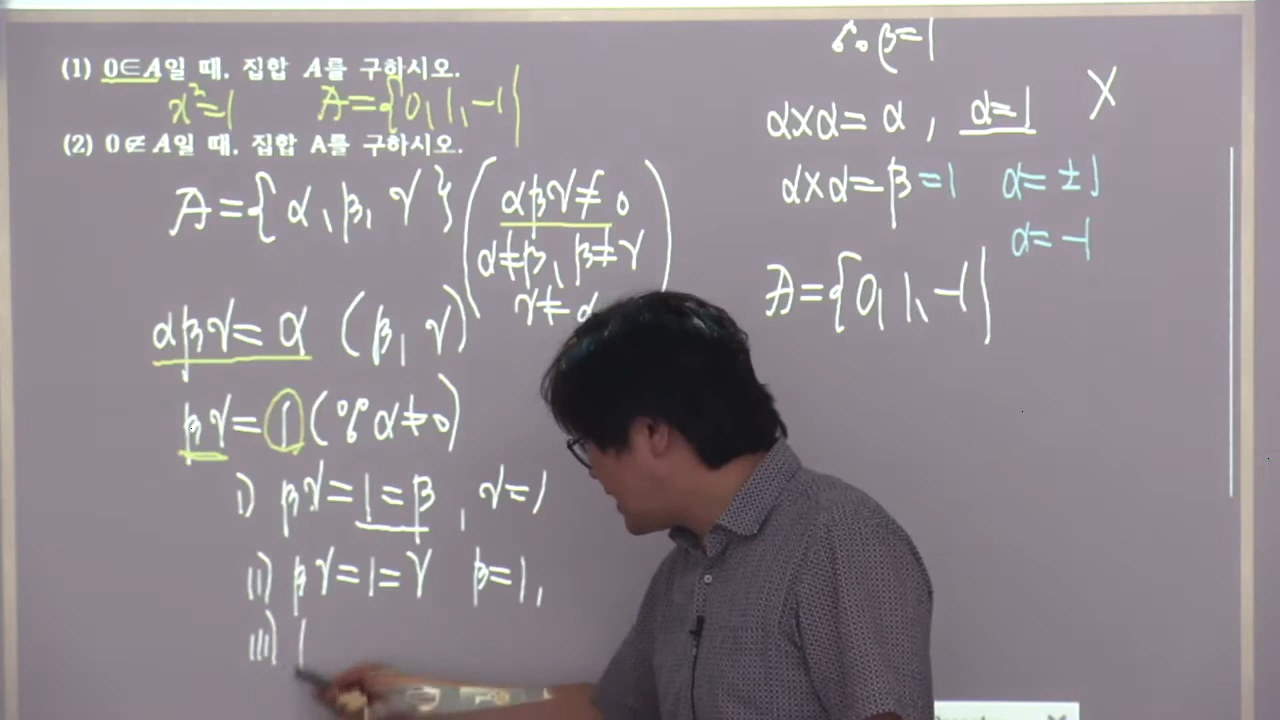 (1) 0∈A일 때, 집합 A를 구하시오.
x²=1 A={0, 1, -1}
(2) 0∉A일 때, 집합 A를 구하시오.
A={α, β, γ} (αβγ≠0
α≠β, β≠γ
γ≠α
αβγ=α (β, γ)
βγ=1 (∵ α≠0)
i) βγ=1=β, γ=1
ii) βγ=1=γ β=1,
iii) 1
∴ β=1
α×α=α, α=1 X
α×α=β=1 α=±1
α=-1
A={0, 1, -1}